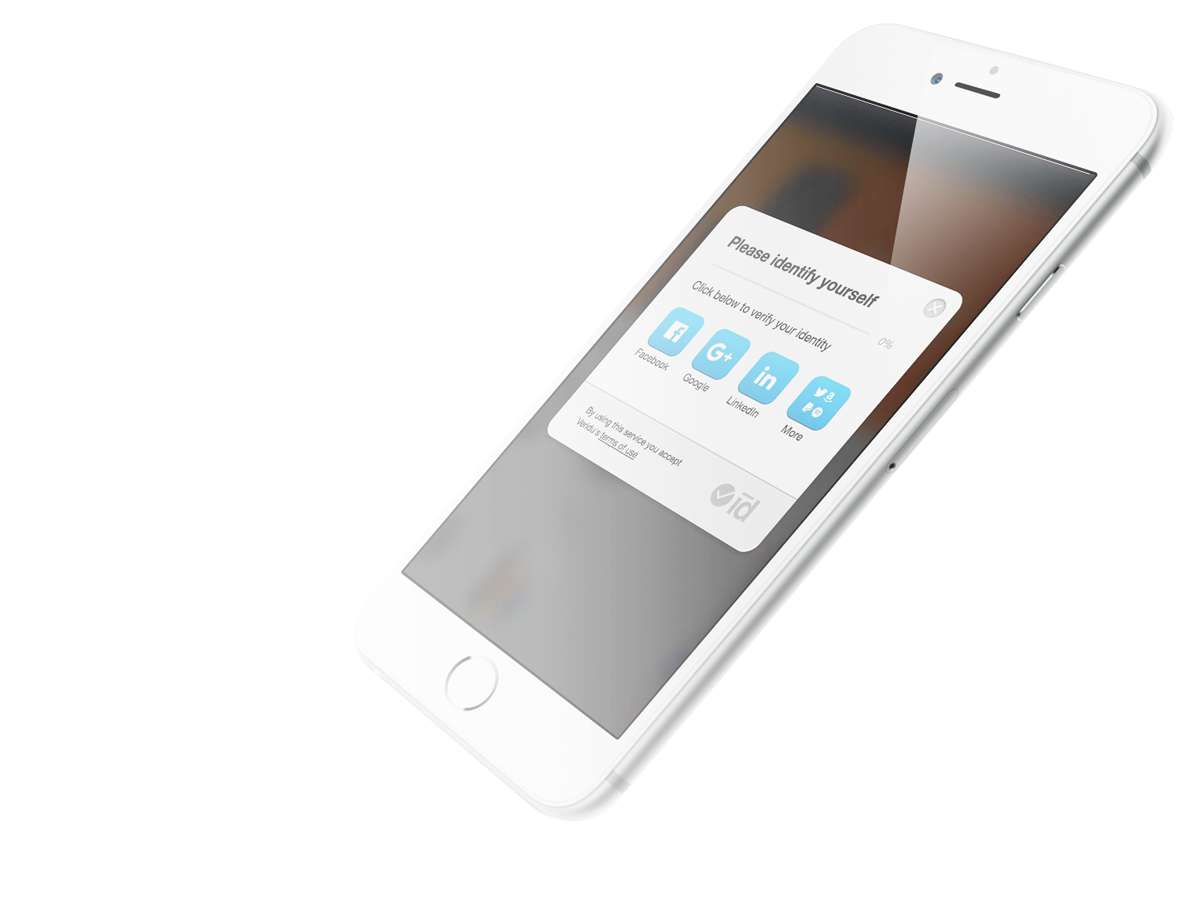 Please identify yourself
Click below to verify your identity
0%
Facebook
Google
LinkedIn
More
By using this service you accept
Veridu's terms of use
id